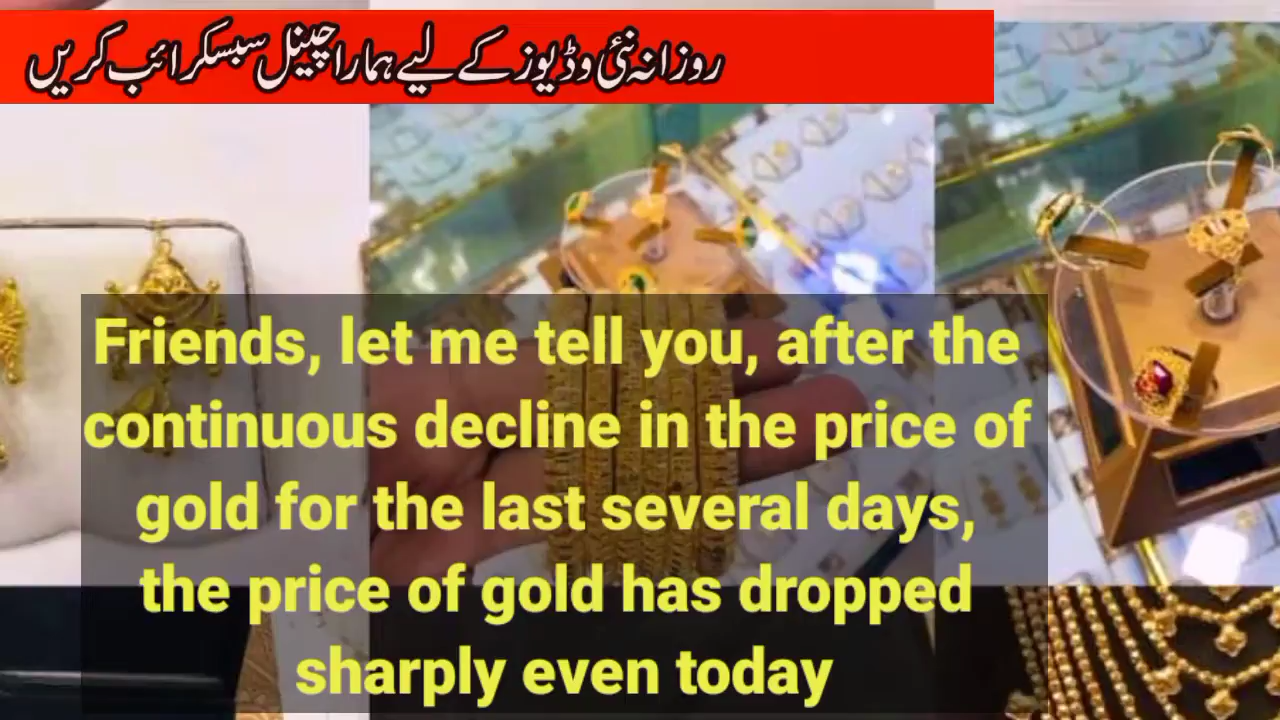 روزانہ نئی وڈیوز کے لیے ہمارا چینل سبسکرائب کریں
Friends, let me tell you, after the
continuous decline in the price of
gold for the last several days,
the price of gold has dropped
sharply even today